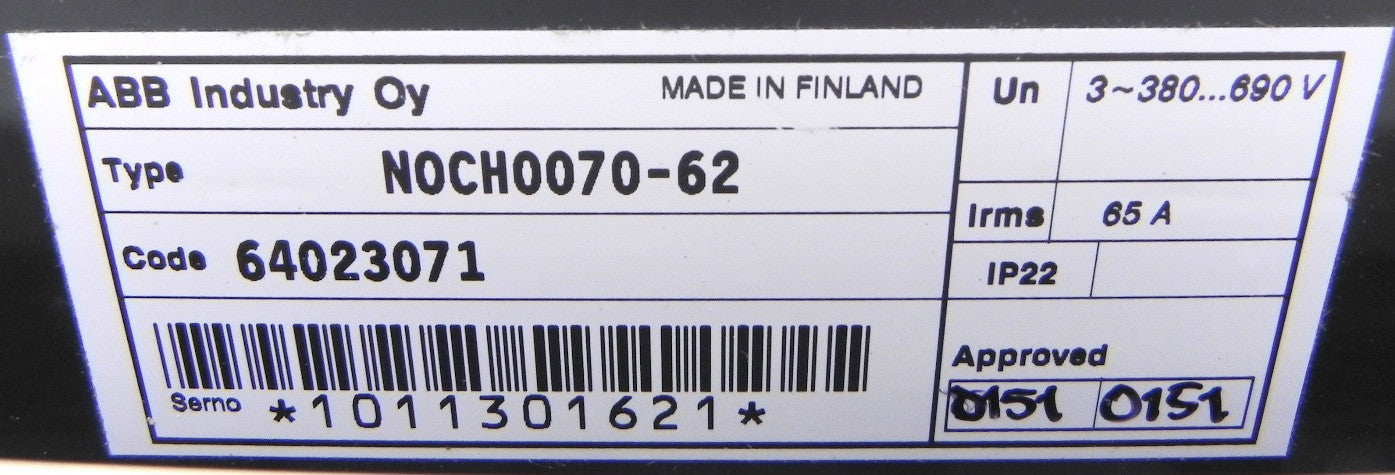 ABB Industry Oy MADE IN FINLAND
Type NOCH0070-62
Code 64023071
Serno *1011301621*
Un 3~380...690 V
Irms 65 A
IP22
Approved
0151 0151